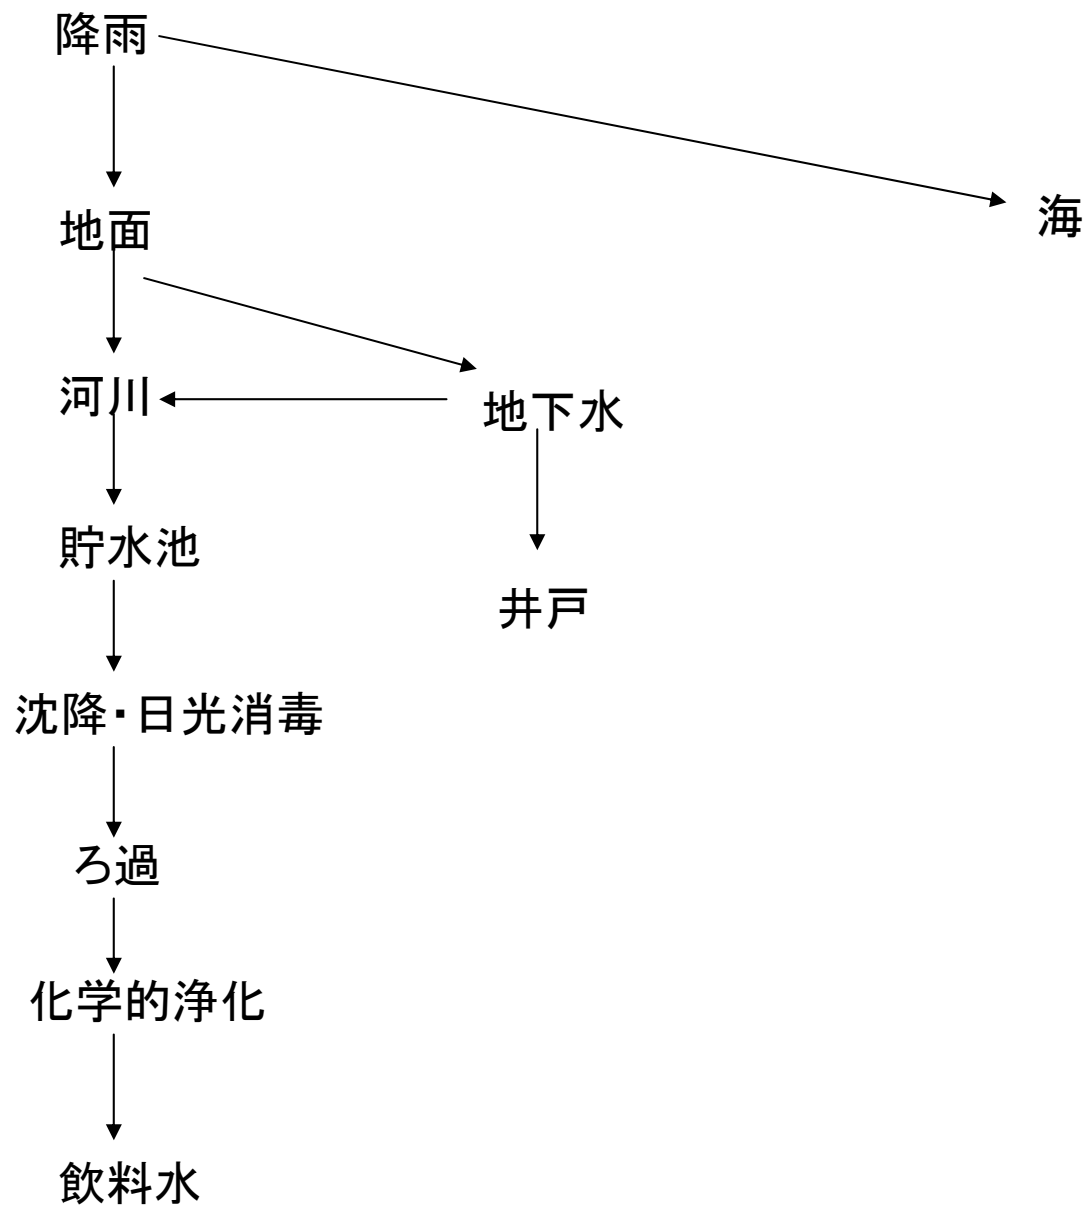 降雨
海
地面
河川
地下水
貯水池
井戸
沈降・日光消毒
ろ過
化学的浄化
飲料水